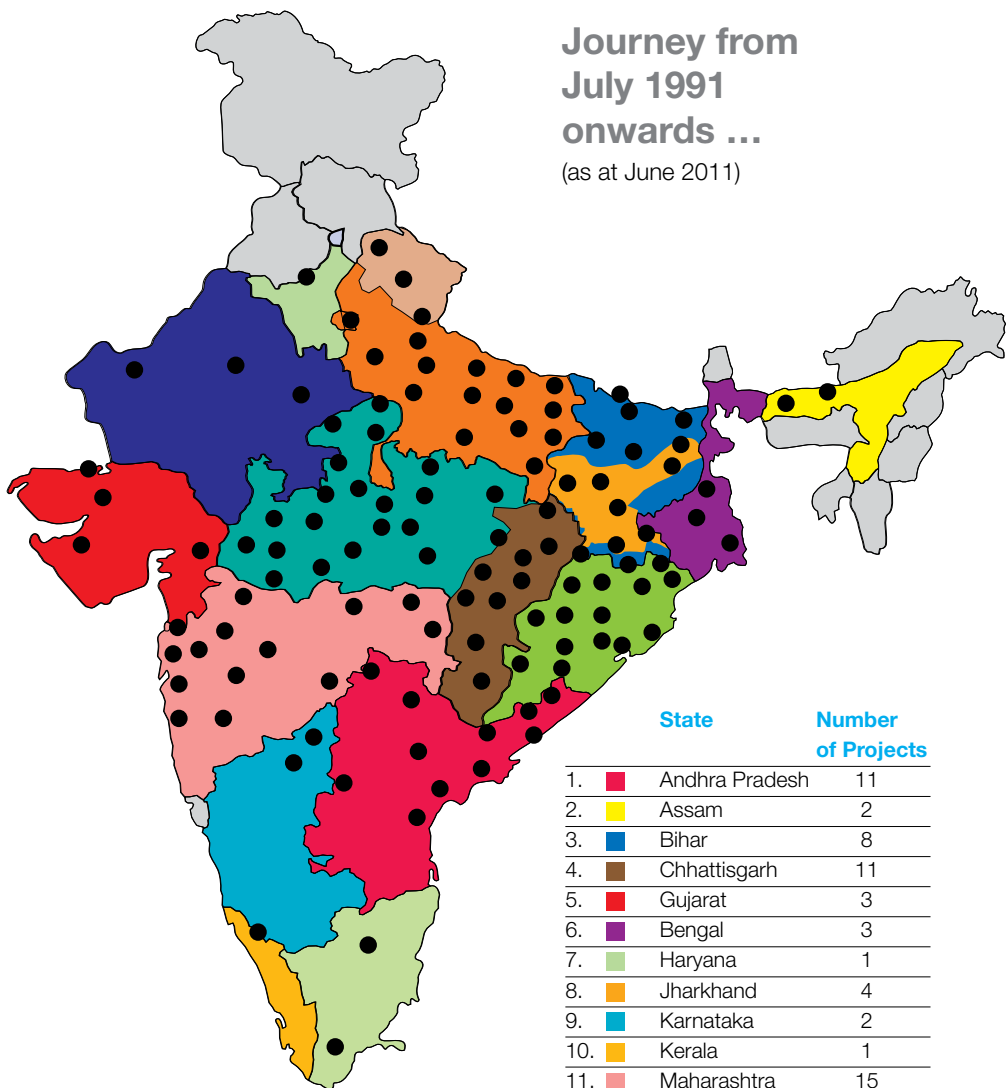 Journey from
July 1991
onwards ...
(as at June 2011)
State Number
of Projects
1. Andhra Pradesh 11
2. Assam 2
3. Bihar 8
4. Chhattisgarh 11
5. Gujarat 3
6. Bengal 3
7. Haryana 1
8. Jharkhand 4
9. Karnataka 2
10. Kerala 1
11. Maharashtra 15